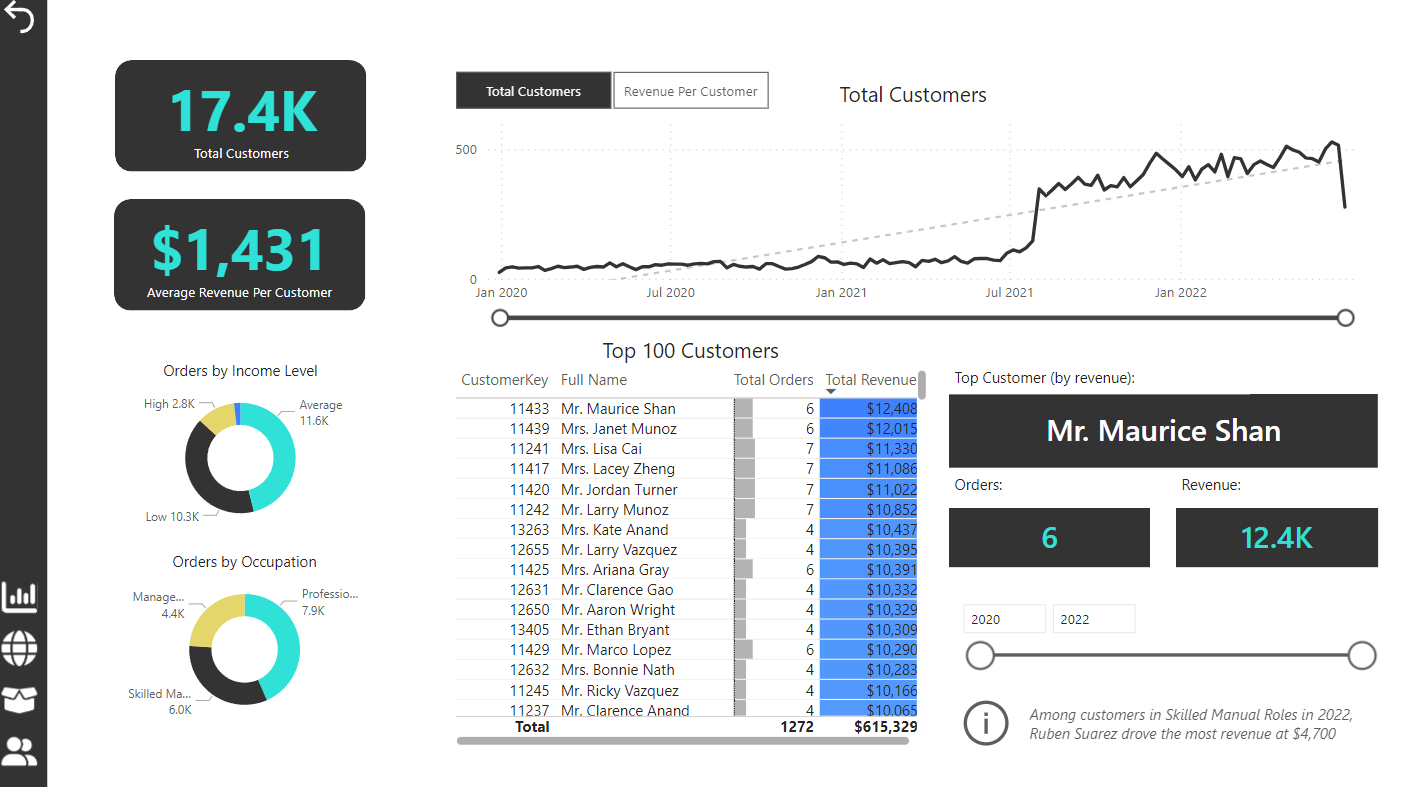 17.4K
Total Customers
$1,431
Average Revenue Per Customer
Orders by Income Level
High 2.8K
Average
11.6K
Low 10.3K
Orders by Occupation
Manage...
4.4K
Professio...
7.9K
Skilled Ma...
6.0K
Total Customers
Revenue Per Customer
Total Customers
500
0
Jan 2020
Jul 2020
Jan 2021
Jul 2021
Jan 2022
Top 100 Customers
CustomerKey Full Name Total Orders Total Revenue
11433 Mr. Maurice Shan 6 $12,408
11439 Mrs. Janet Munoz 6 $12,015
11241 Mrs. Lisa Cai 7 $11,330
11417 Mrs. Lacey Zheng 7 $11,086
11420 Mr. Jordan Turner 7 $11,022
11242 Mr. Larry Munoz 7 $10,852
13263 Mrs. Kate Anand 4 $10,437
12655 Mr. Larry Vazquez 4 $10,395
11425 Mrs. Ariana Gray 6 $10,391
12631 Mr. Clarence Gao 4 $10,332
12650 Mr. Aaron Wright 4 $10,329
13405 Mr. Ethan Bryant 4 $10,309
11429 Mr. Marco Lopez 6 $10,290
12632 Mrs. Bonnie Nath 4 $10,283
11245 Mr. Ricky Vazquez 4 $10,166
11237 Mr. Clarence Anand 4 $10,065
Total 1272 $615,329
Top Customer (by revenue):
Mr. Maurice Shan
Orders:
Revenue:
6
12.4K
2020
2022
i
Among customers in Skilled Manual Roles in 2022,
Ruben Suarez drove the most revenue at $4,700